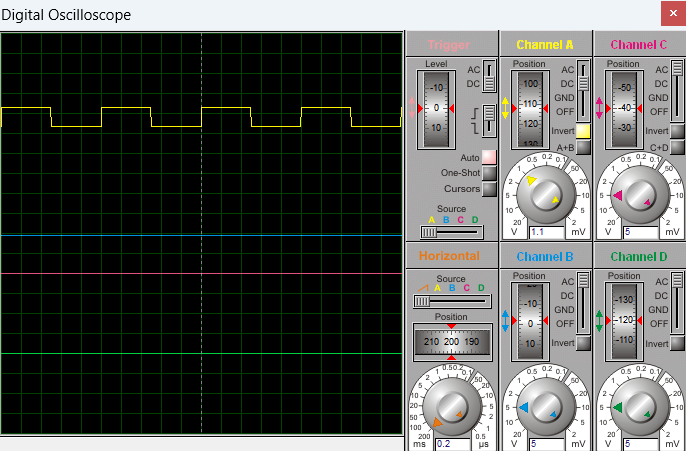 Digital Oscilloscope
Trigger
Level
-10
0
10
AC
DC
Auto
One-Shot
Cursors
Source
A B C D
Channel A
Position
-100
-110
-120
-130
AC
DC
GND
OFF
Invert
A+B
1 0.5 0.2 0.1
2 50
5 20
10 10
20 5 2
V 1.1 mV
Channel C
Position
-50
-40
-30
AC
DC
GND
OFF
Invert
C+D
1 0.5 0.2 0.1
2 50
5 20
10 10
20 5 2
V 5 mV
Horizontal
Source
A B C D
Position
210 200 190
1 0.5 0.2 0.1
2 50
5 20
10 10
20 5
50 2
100 1
200 0.5
ms 0.2 µs
Channel B
Position
-10
0
10
AC
DC
GND
OFF
Invert
1 0.5 0.2 0.1
2 50
5 20
10 10
20 5 2
V 5 mV
Channel D
Position
-130
-120
-110
AC
DC
GND
OFF
Invert
1 0.5 0.2 0.1
2 50
5 20
10 10
20 5 2
V 5 mV